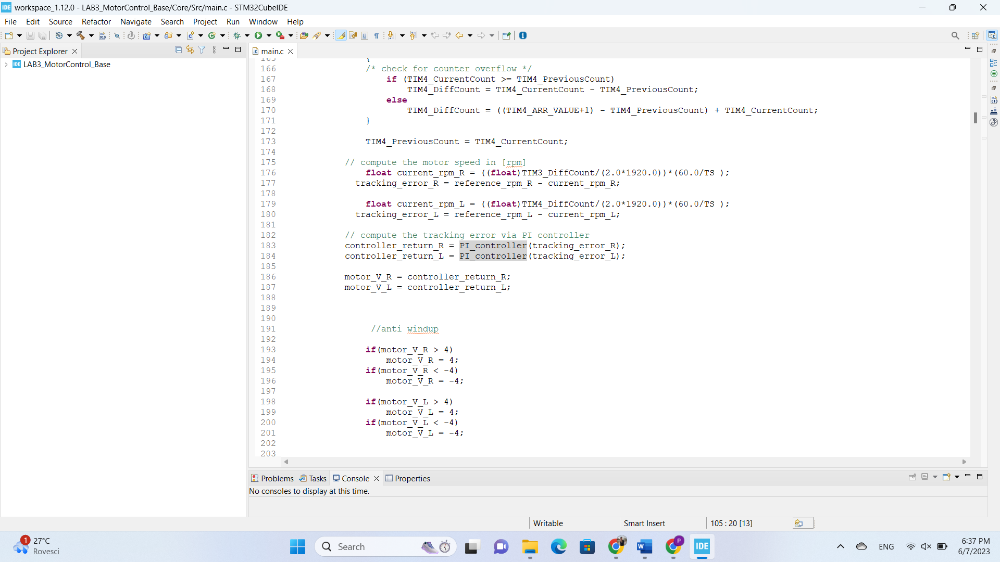 workspace_1.12.0 - LAB3_MotorControl_Base/Core/Src/main.c - STM32CubeIDE
File Edit Source Refactor Navigate Search Project Run Window Help
Project Explorer
LAB3_MotorControl_Base
main.c
165 {
166 /* check for counter overflow */
167 if (TIM4_CurrentCount >= TIM4_PreviousCount)
168 TIM4_DiffCount = TIM4_CurrentCount - TIM4_PreviousCount;
169 else
170 TIM4_DiffCount = ((TIM4_ARR_VALUE+1) - TIM4_PreviousCount) + TIM4_CurrentCount;
171 }
172
173 TIM4_PreviousCount = TIM4_CurrentCount;
174
175 // compute the motor speed in [rpm]
176 float current_rpm_R = ((float)TIM3_DiffCount/(2.0*1920.0))*(60.0/TS );
177 tracking_error_R = reference_rpm_R - current_rpm_R;
178
179 float current_rpm_L = ((float)TIM4_DiffCount/(2.0*1920.0))*(60.0/TS );
180 tracking_error_L = reference_rpm_L - current_rpm_L;
181
182 // compute the tracking error via PI controller
183 controller_return_R = PI_controller(tracking_error_R);
184 controller_return_L = PI_controller(tracking_error_L);
185
186 motor_V_R = controller_return_R;
187 motor_V_L = controller_return_L;
188
189
190
191 //anti windup
192
193 if(motor_V_R > 4)
194 motor_V_R = 4;
195 if(motor_V_R < -4)
196 motor_V_R = -4;
197
198 if(motor_V_L > 4)
199 motor_V_L = 4;
200 if(motor_V_L < -4)
201 motor_V_L = -4;
202
203
Problems Tasks Console Properties
No consoles to display at this time.
Writable Smart Insert 105 : 20 [13]
1
27°C
Rovesci
Search
P
IDE
ENG
6:37 PM
6/7/2023